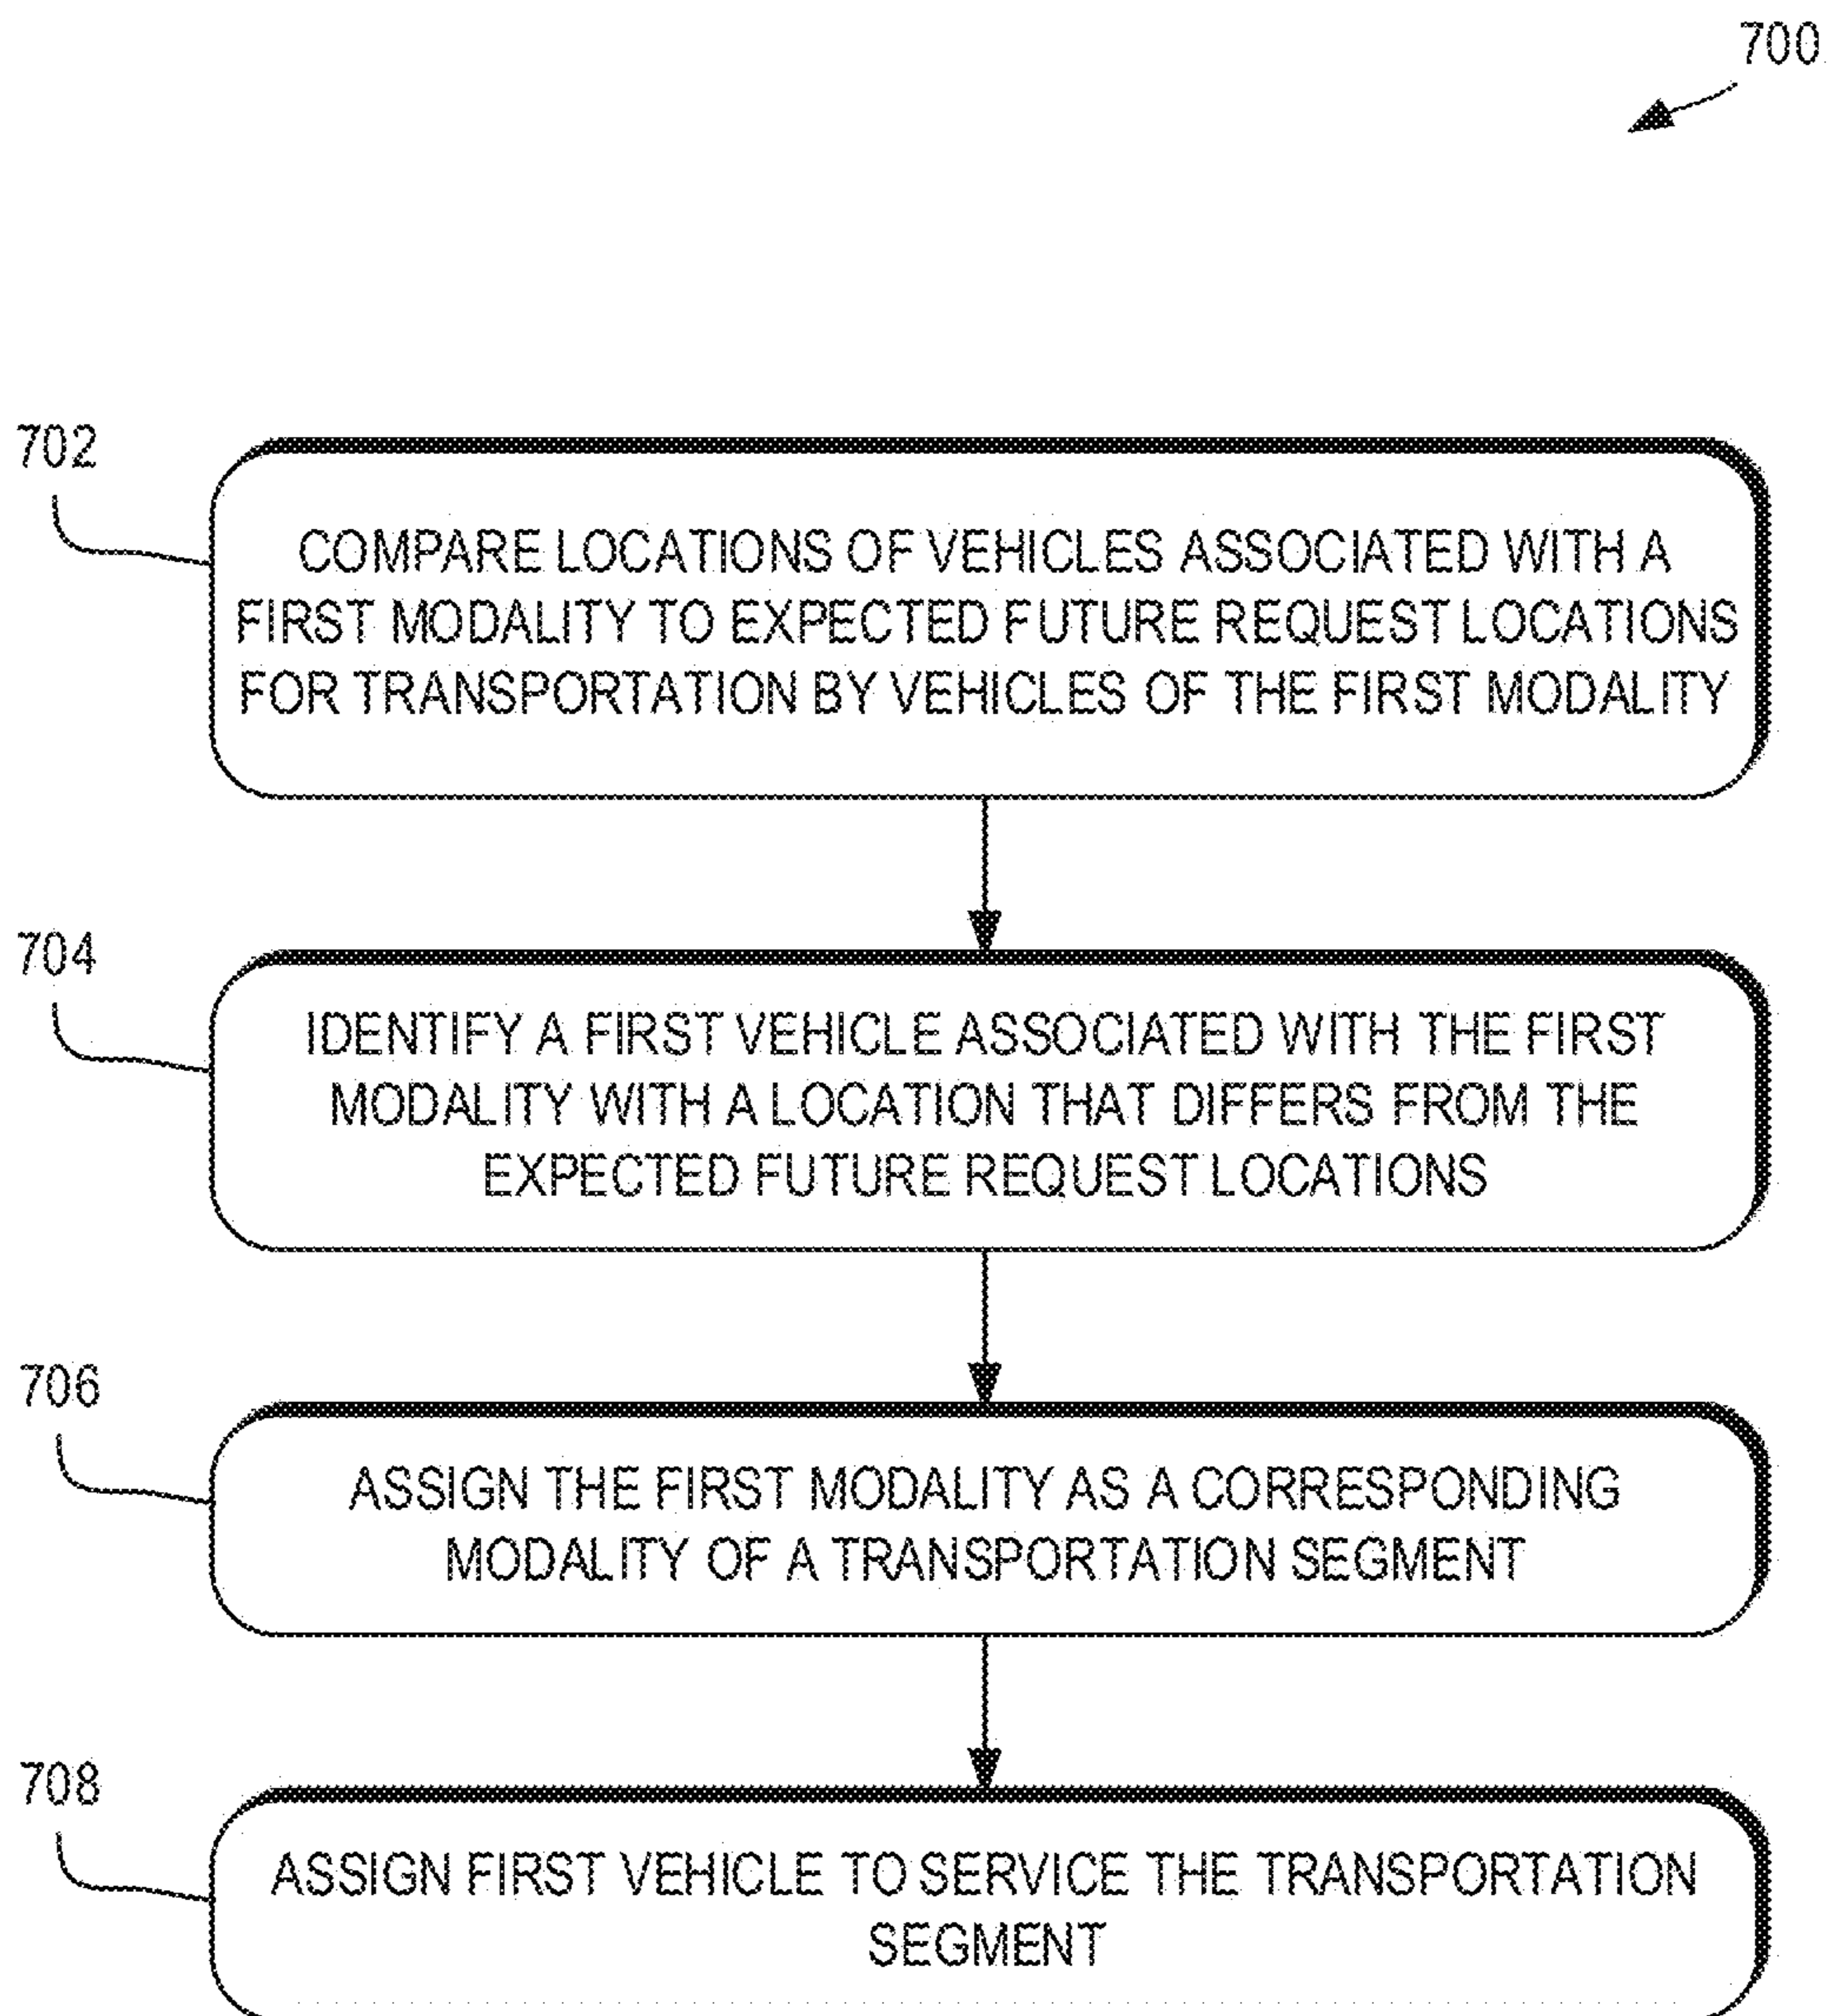 700
702
COMPARE LOCATIONS OF VEHICLES ASSOCIATED WITH A
FIRST MODALITY TO EXPECTED FUTURE REQUEST LOCATIONS
FOR TRANSPORTATION BY VEHICLES OF THE FIRST MODALITY
704
IDENTIFY A FIRST VEHICLE ASSOCIATED WITH THE FIRST
MODALITY WITH A LOCATION THAT DIFFERS FROM THE
EXPECTED FUTURE REQUEST LOCATIONS
706
ASSIGN THE FIRST MODALITY AS A CORRESPONDING
MODALITY OF A TRANSPORTATION SEGMENT
708
ASSIGN FIRST VEHICLE TO SERVICE THE TRANSPORTATION
SEGMENT